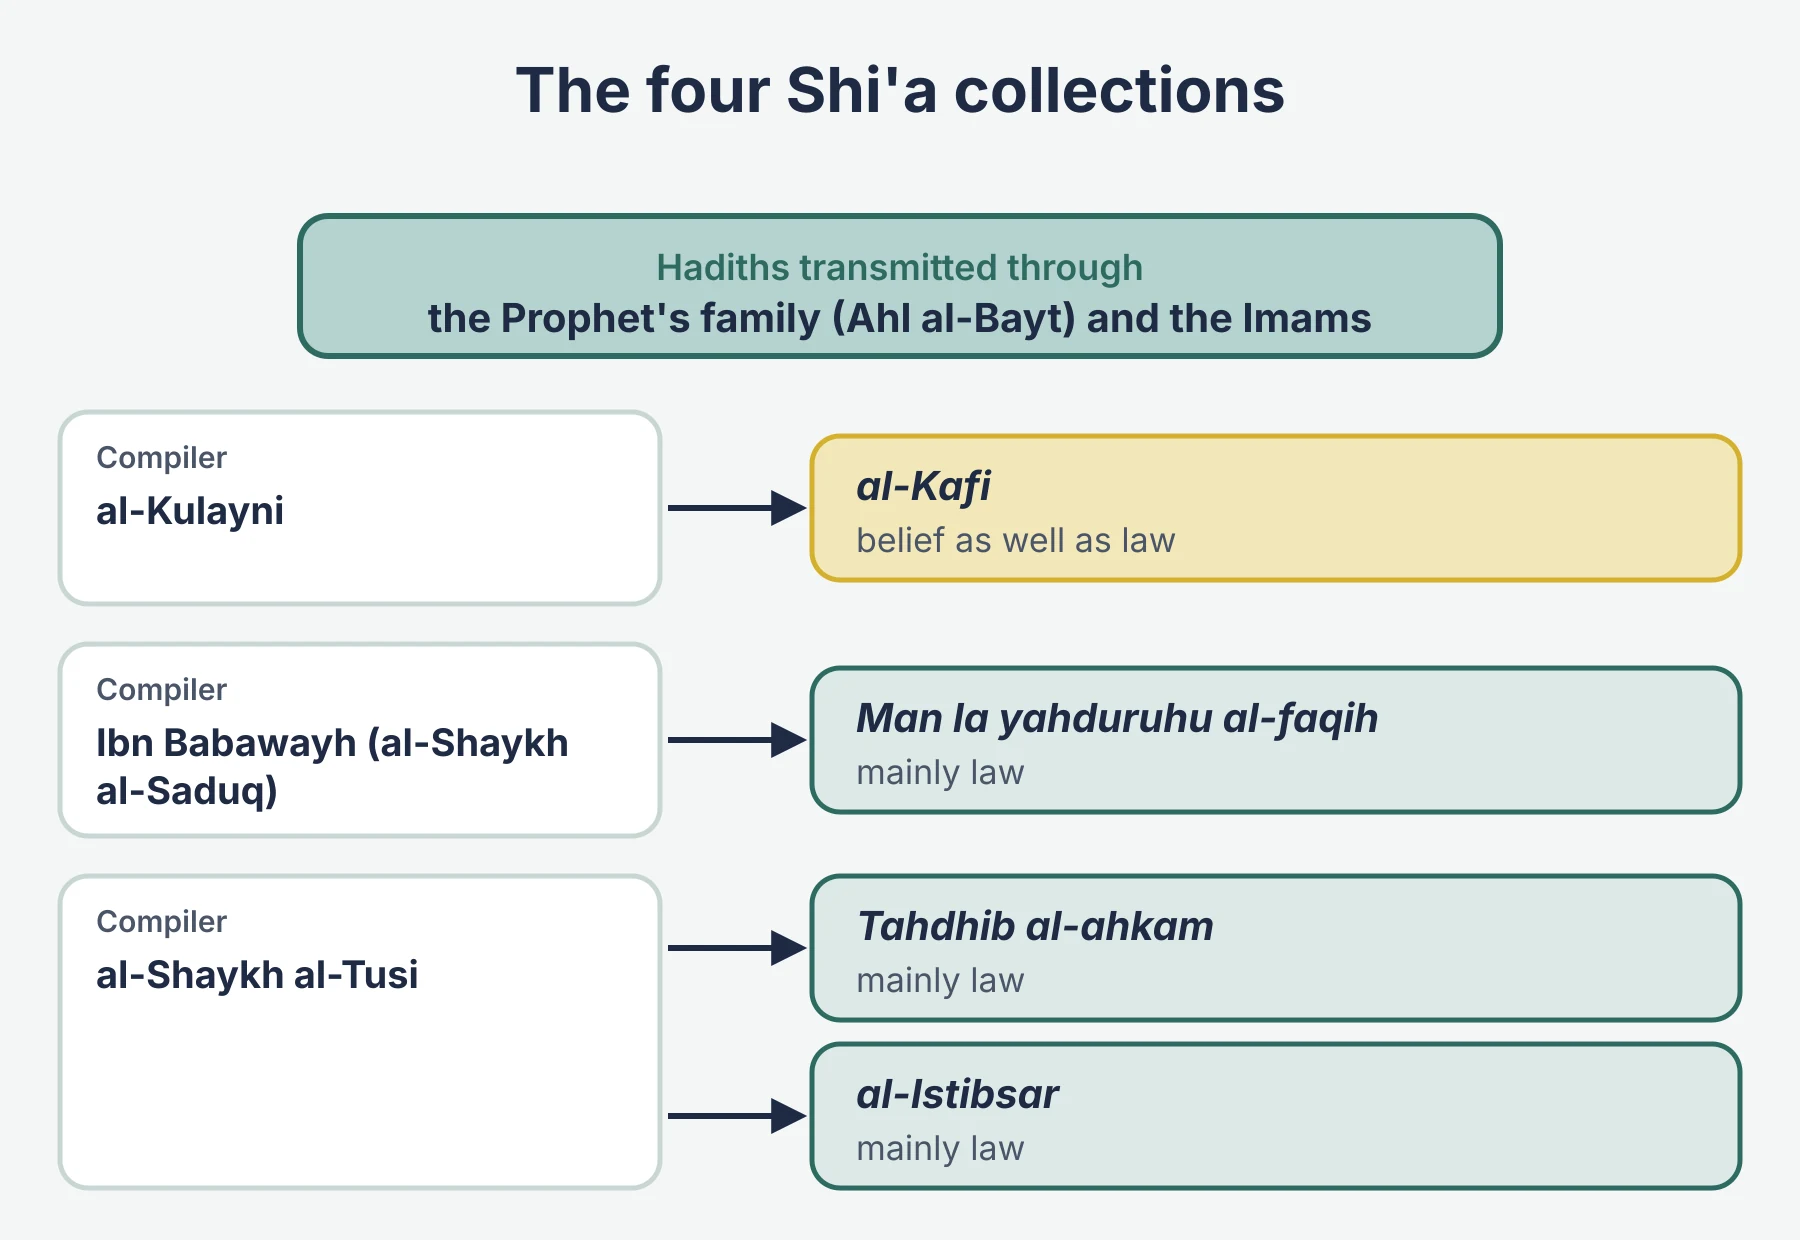 The four Shi'a collections
Hadiths transmitted through
the Prophet's family (Ahl al-Bayt) and the Imams
Compiler
al-Kulayni
al-Kafi
belief as well as law
Compiler
Ibn Babawayh (al-Shaykh
al-Saduq)
Man la yahduruhu al-faqih
mainly law
Compiler
al-Shaykh al-Tusi
Tahdhib al-ahkam
mainly law
al-Istibsar
mainly law